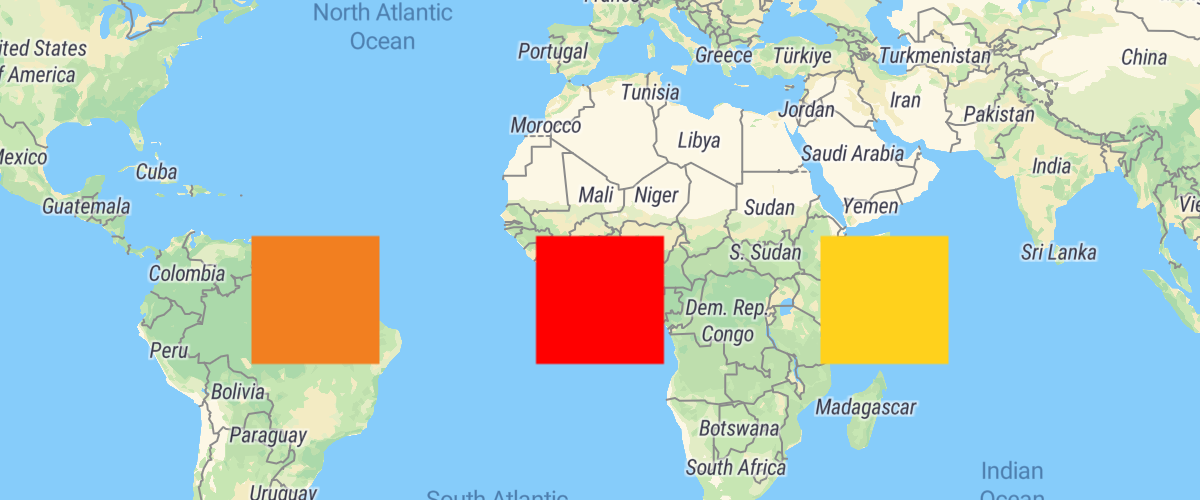 North Atlantic
Ocean
ited States
f America
Portugal
Greece
Türkiye
Turkmenistan
China
Tunisia
Morocco
Libya
Jordan
Iran
Pakistan
Mexico
Cuba
Saudi Arabia
India
Guatemala
Mali
Niger
Sudan
Yemen
S. Sudan
Sri Lanka
Colombia
Dem. Rep.
Congo
Peru
Bolivia
Madagascar
Paraguay
Botswana
South Africa
Indian
Ocean
Uruguay
South Atlantic